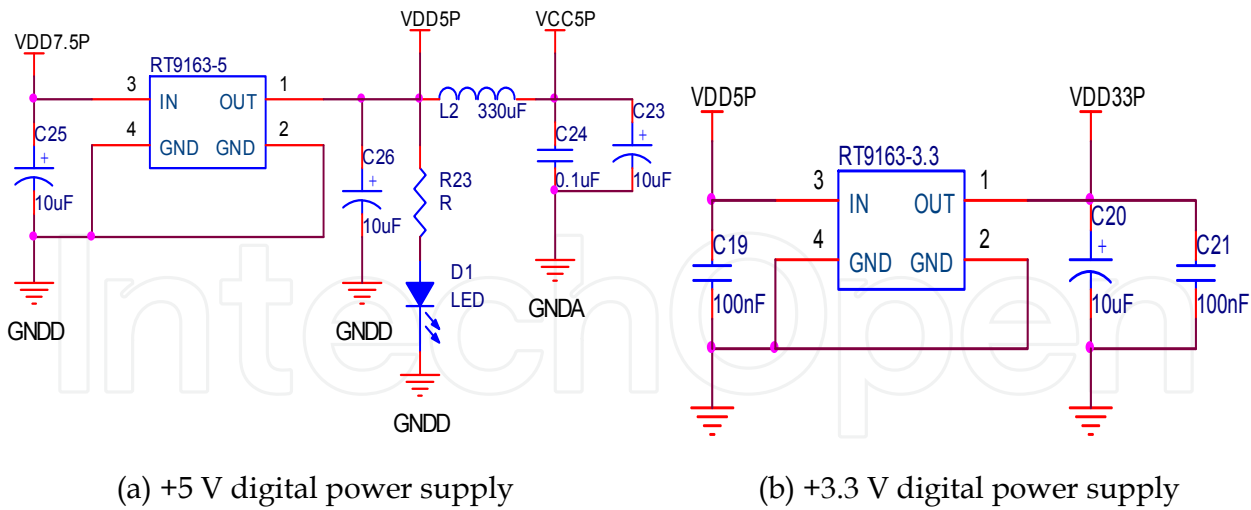 VDD7.5P
VDD5P
VCC5P
RT9163-5
3
IN
OUT
1
4
GND
GND
2
C25
+
10uF
GNDD
C26
+
10uF
GNDD
L2
330uF
R23
R
D1
LED
GNDD
C24
0.1uF
C23
+
10uF
GNDA
VDD5P
VDD33P
RT9163-3.3
3
IN
OUT
1
4
GND
GND
2
C19
100nF
C20
+
10uF
C21
100nF
IntechOpen
(a) +5 V digital power supply
(b) +3.3 V digital power supply